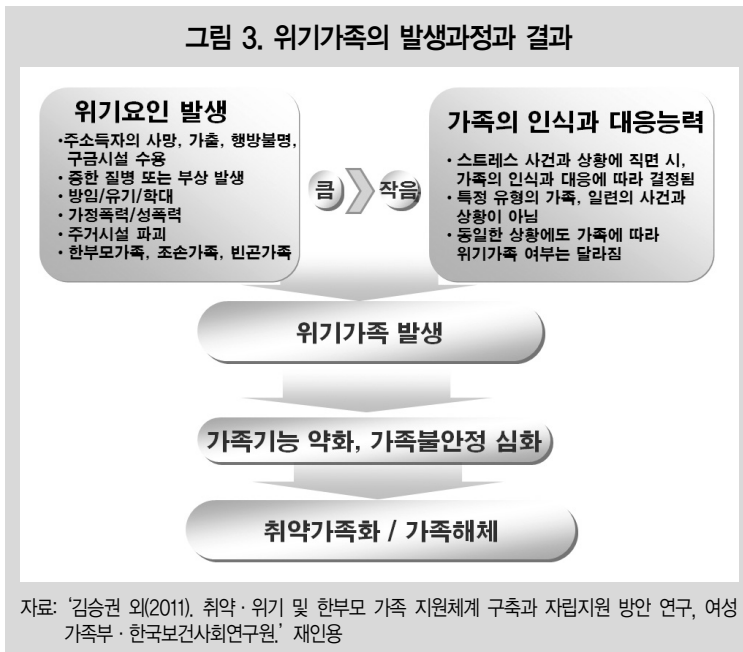 그림 3. 위기가족의 발생과정과 결과
위기요인 발생
•주소득자의 사망, 가출, 행방불명,
구금시설 수용
• 중한 질병 또는 부상 발생
• 방임/유기/학대
• 가정폭력/성폭력
• 주거시설 파괴
• 한부모가족, 조손가족, 빈곤가족
큼
작음
가족의 인식과 대응능력
• 스트레스 사건과 상황에 직면 시,
가족의 인식과 대응에 따라 결정됨
• 특정 유형의 가족, 일련의 사건과
상황이 아님
• 동일한 상황에도 가족에 따라
위기가족 여부는 달라짐
위기가족 발생
가족기능 약화, 가족불안정 심화
취약가족화 / 가족해체
자료: ‘김승권 외(2011). 취약 · 위기 및 한부모 가족 지원체계 구축과 자립지원 방안 연구, 여성
가족부 · 한국보건사회연구원.’ 재인용